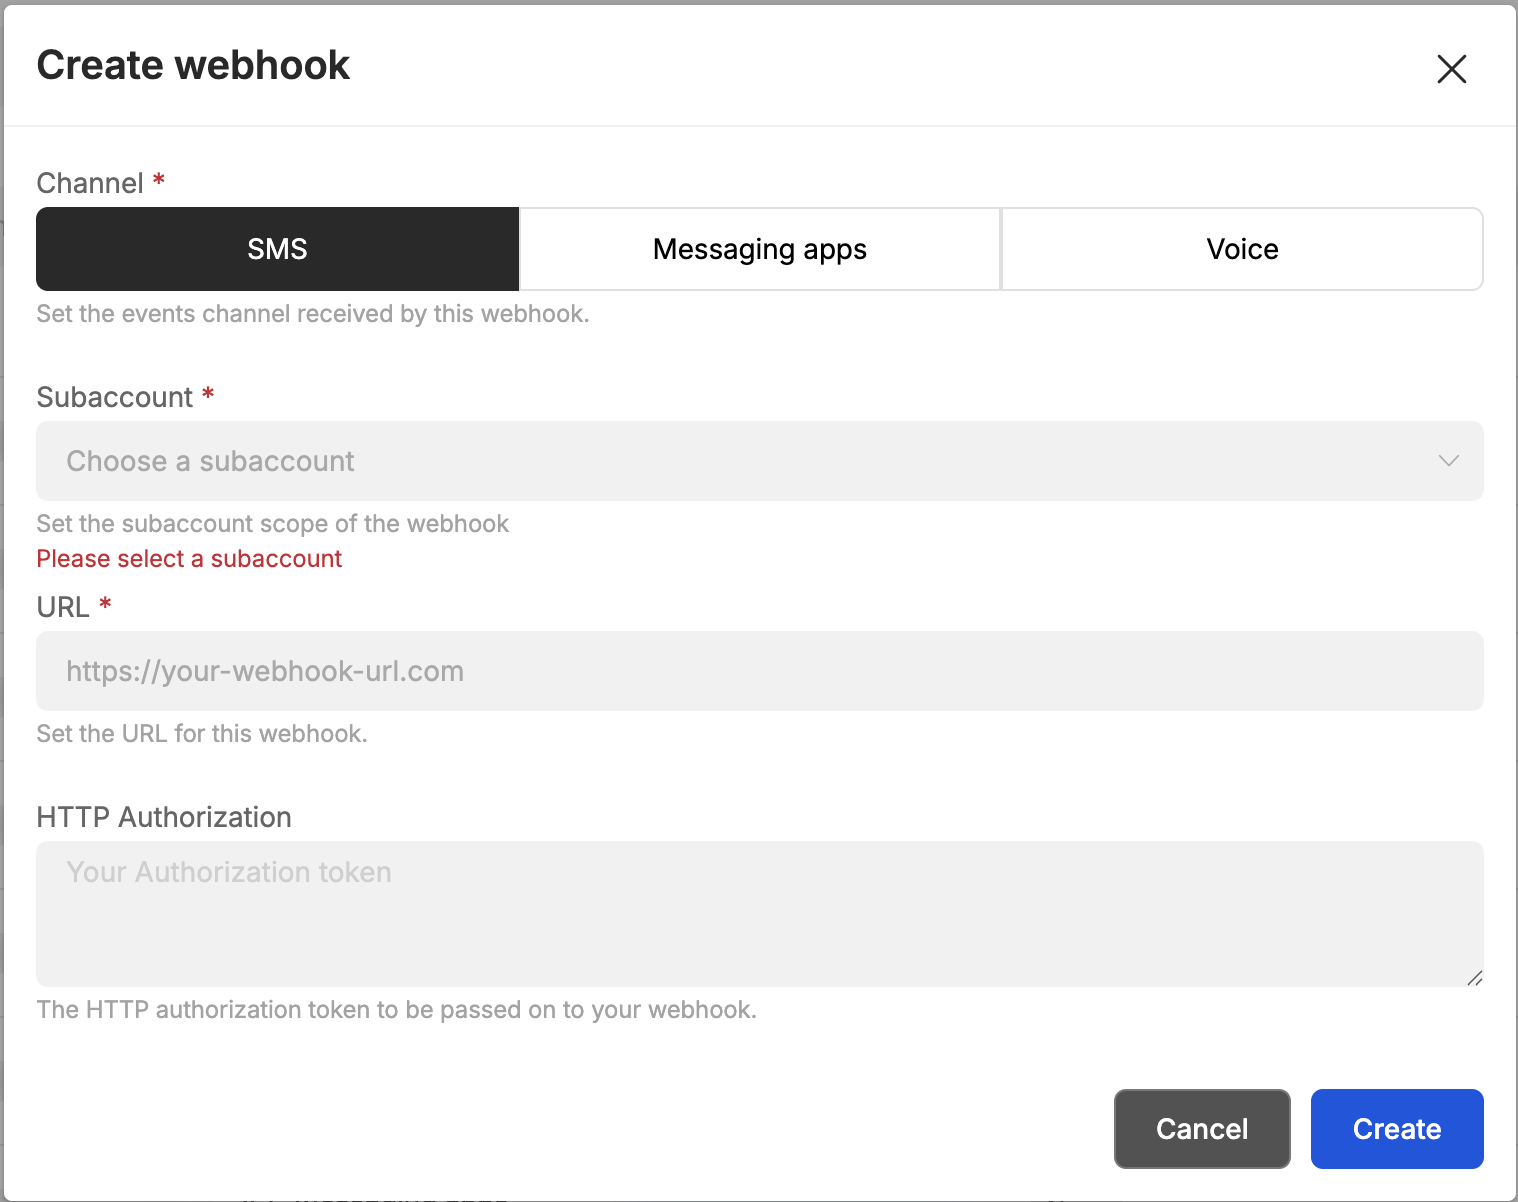 Create webhook
Channel *
SMS
Messaging apps
Voice
Set the events channel received by this webhook.
Subaccount *
Choose a subaccount
Set the subaccount scope of the webhook
Please select a subaccount
URL *
https://your-webhook-url.com
Set the URL for this webhook.
HTTP Authorization
Your Authorization token
The HTTP authorization token to be passed on to your webhook.
Cancel
Create